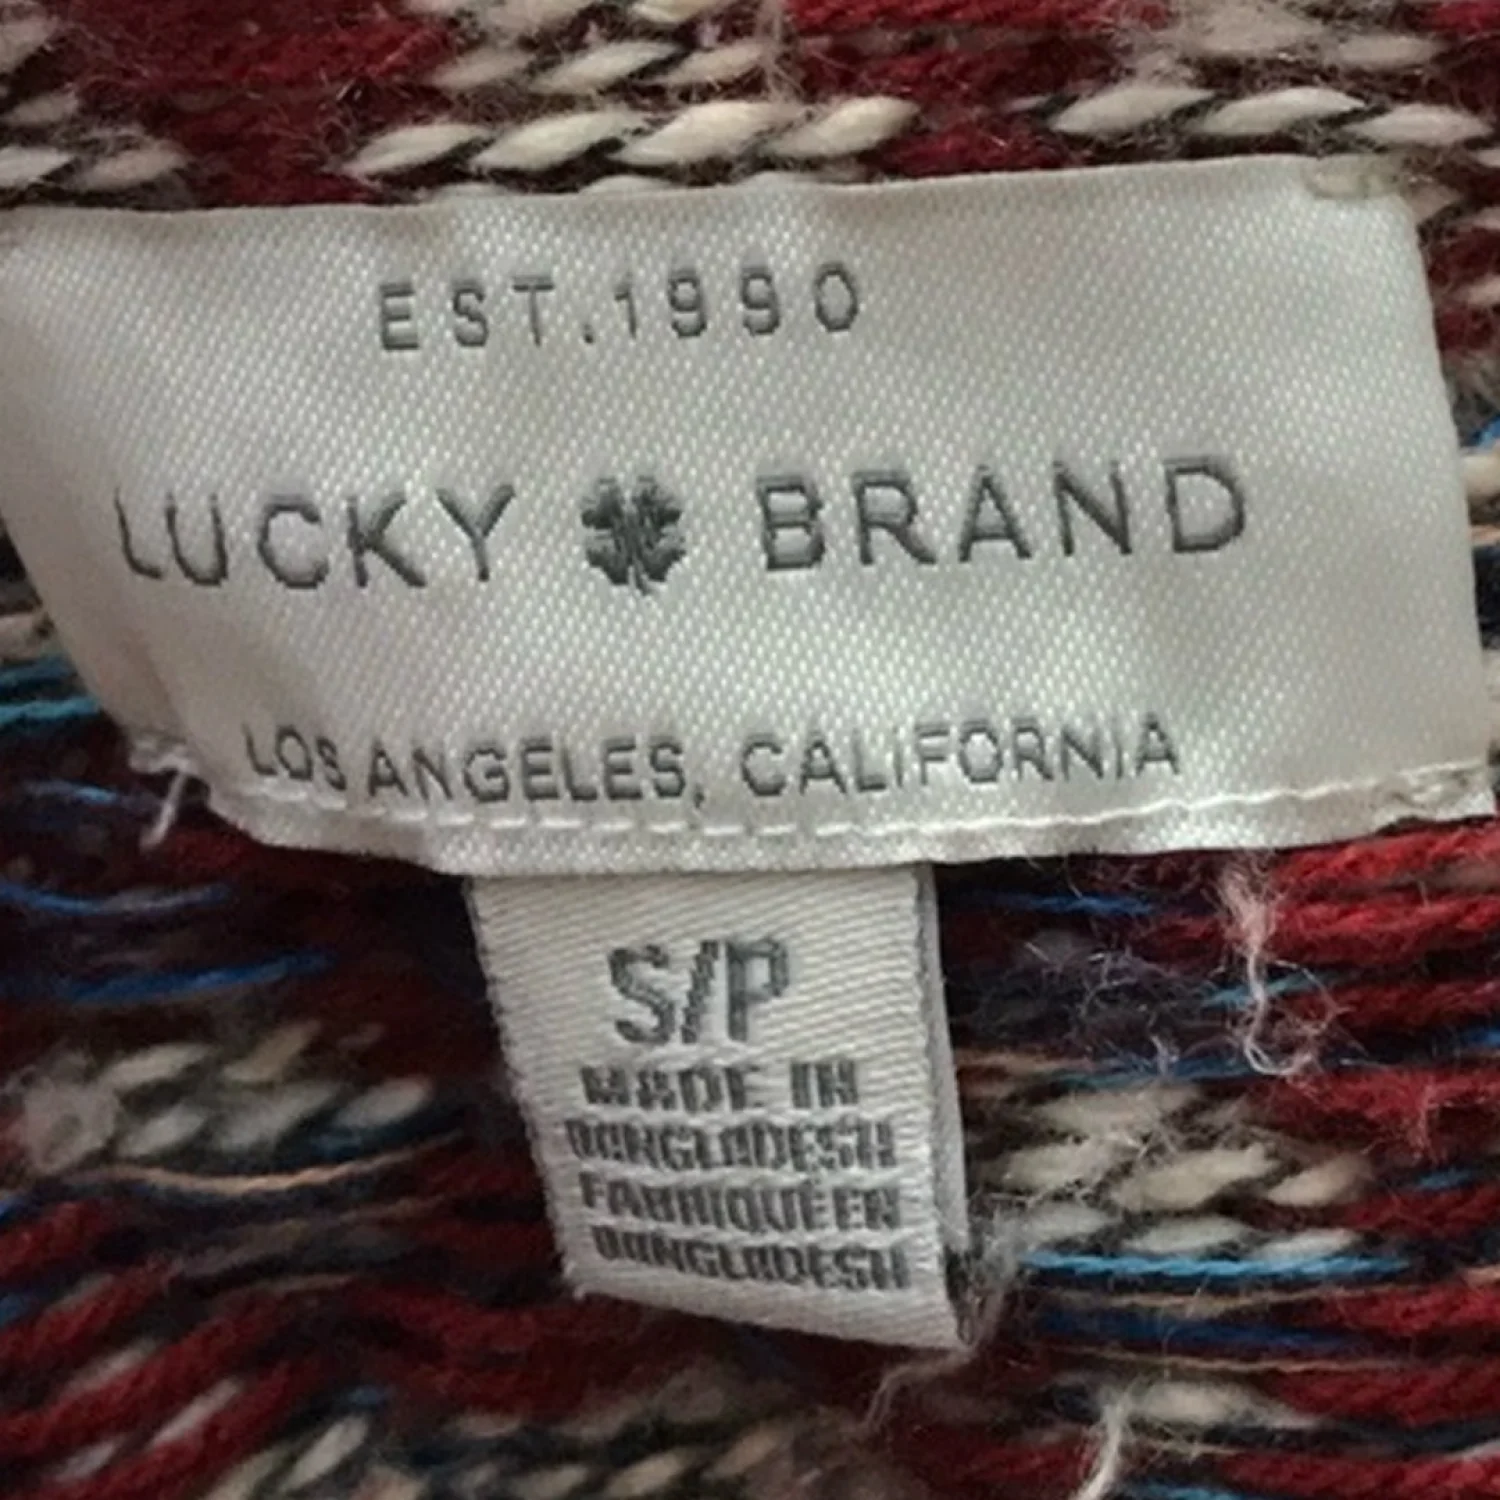 EST.1990
LUCKY BRAND
LOS ANGELES, CALIFORNIA
S/P
MADE IN
BANGLADESH
FABRIQUÉ EN
BANGLADESH